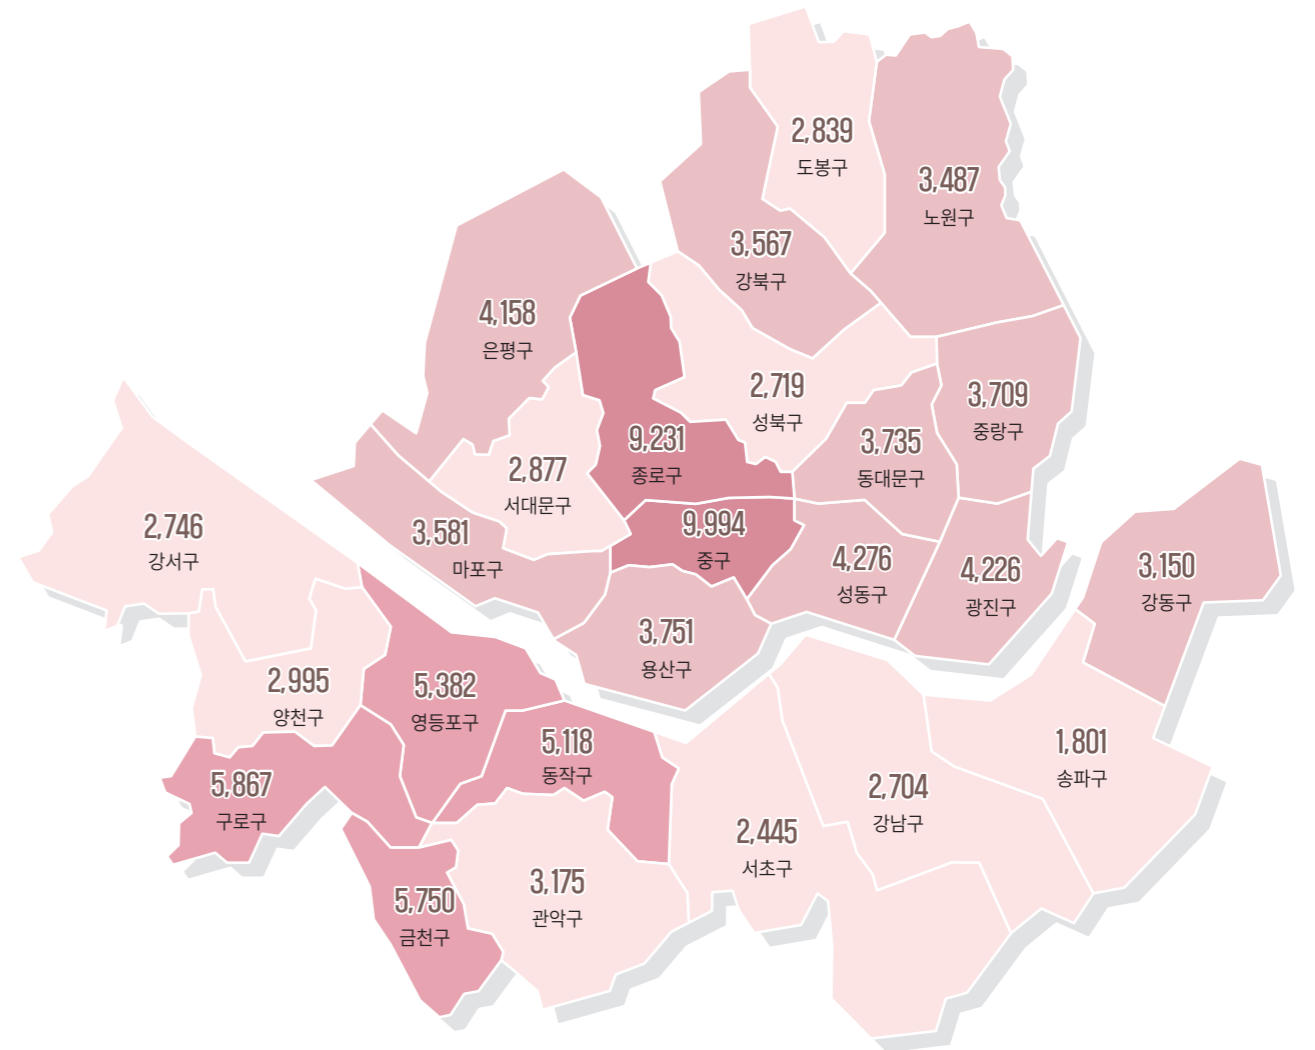 2,839
도봉구
3,487
노원구
3,567
강북구
4,158
은평구
2,719
성북구
3,709
중랑구
9,231
종로구
3,735
동대문구
2,877
서대문구
9,994
중구
2,746
강서구
3,581
마포구
4,276
성동구
4,226
광진구
3,150
강동구
3,751
용산구
2,995
양천구
5,382
영등포구
5,118
동작구
1,801
송파구
5,867
구로구
2,704
강남구
2,445
서초구
3,175
관악구
5,750
금천구